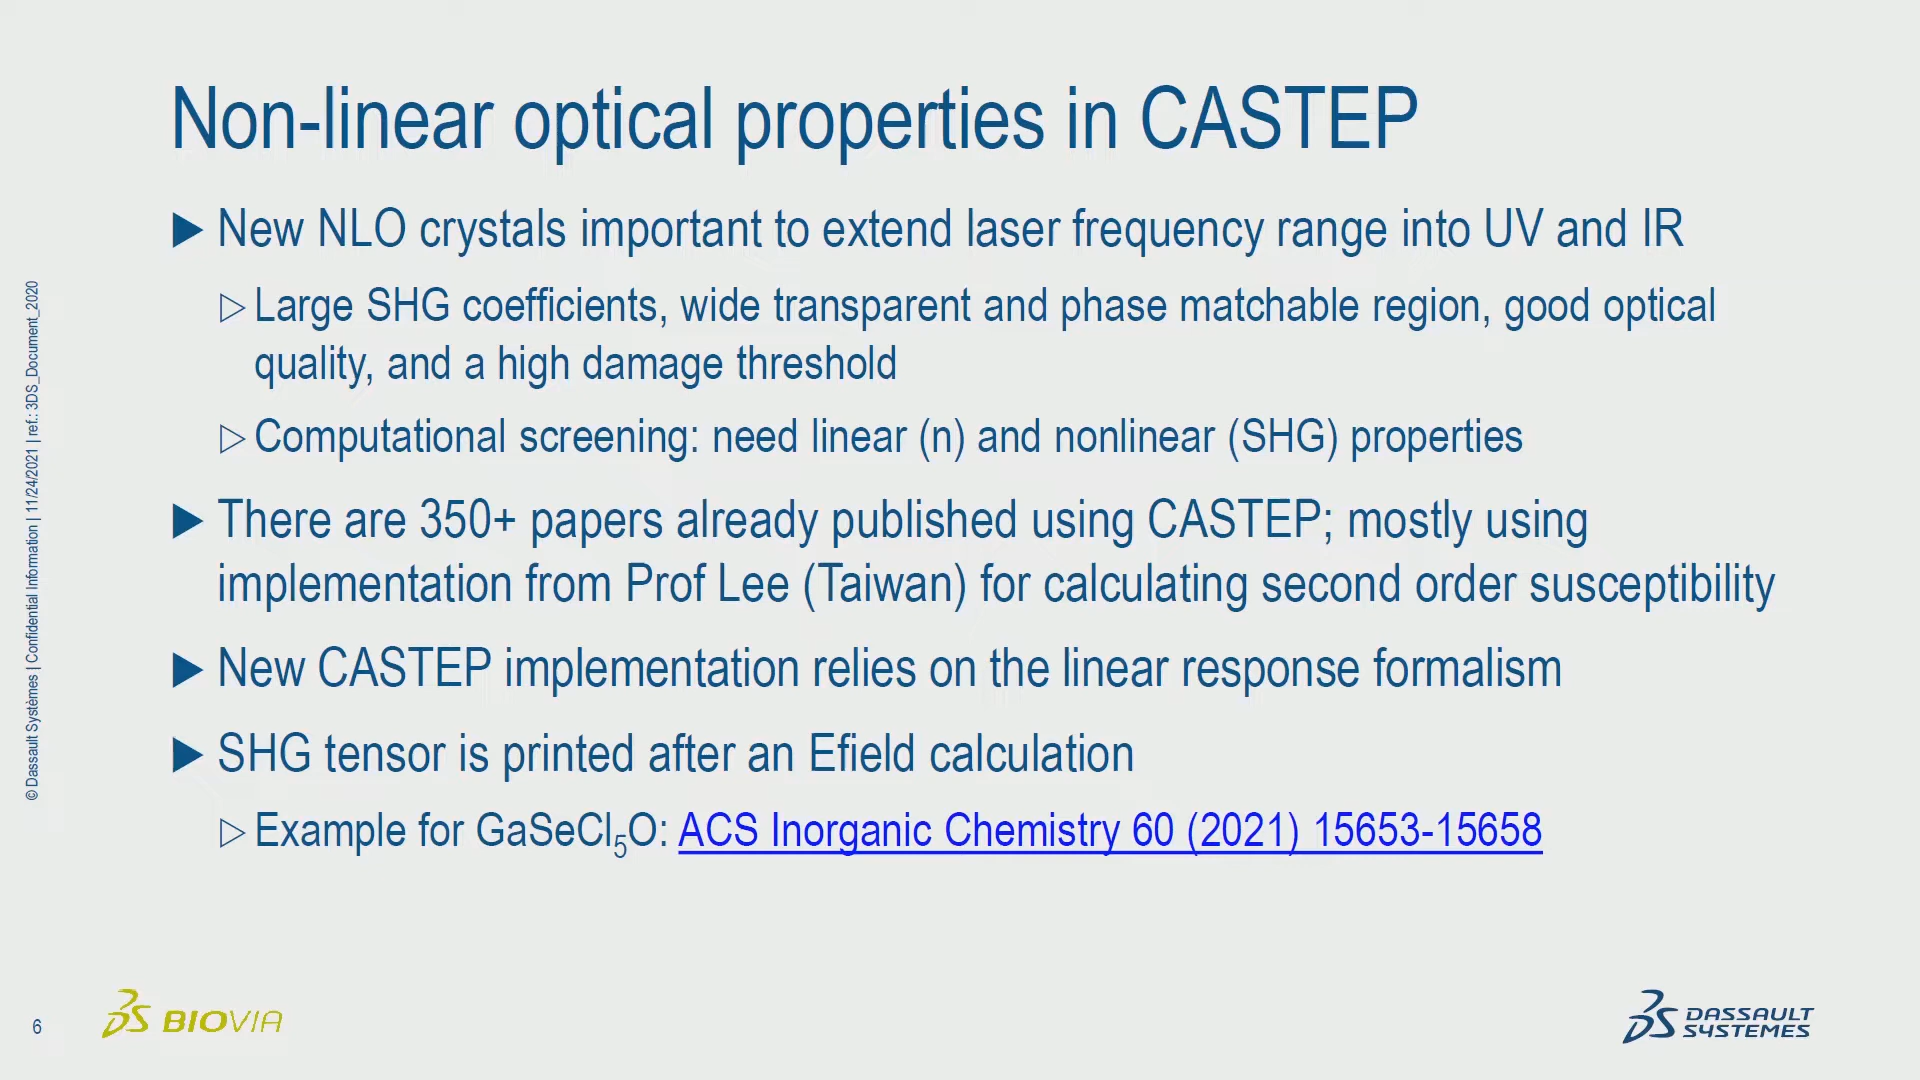 Non-linear optical properties in CASTEP
▶ New NLO crystals important to extend laser frequency range into UV and IR
▷ Large SHG coefficients, wide transparent and phase matchable region, good optical
quality, and a high damage threshold
▷ Computational screening: need linear (n) and nonlinear (SHG) properties
▶ There are 350+ papers already published using CASTEP; mostly using
implementation from Prof Lee (Taiwan) for calculating second order susceptibility
▶ New CASTEP implementation relies on the linear response formalism
▶ SHG tensor is printed after an Efield calculation
▷ Example for GaSeCl₅O: ACS Inorganic Chemistry 60 (2021) 15653-15658
© Dassault Systèmes | Confidential Information | 11/24/2021 | ref.: 3DS_Document_2020
6
3DS BIOVIA
3DS DASSAULT
SYSTEMES